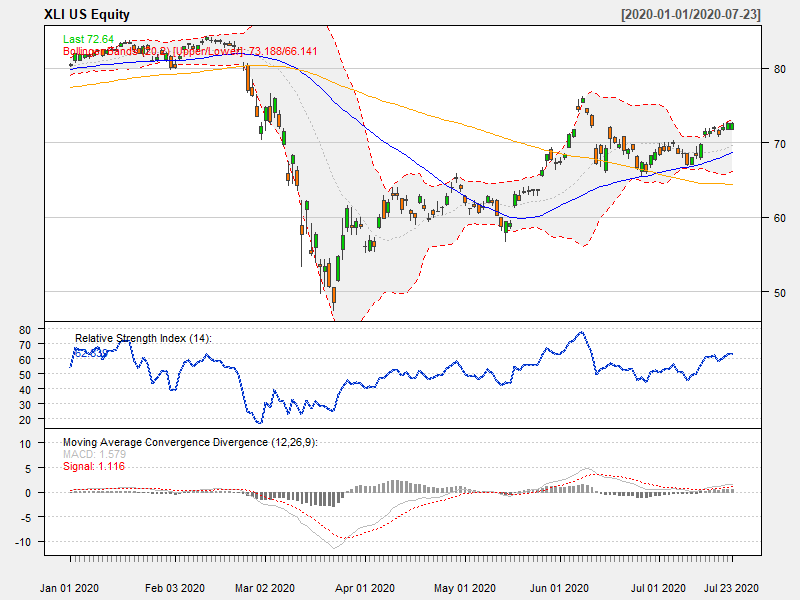 XLI US Equity [2020-01-01/2020-07-23]
Last 72.64
Bollinger Bands (20,2) [Upper/Lower]: 73.188/66.141
80
70
60
50
Relative Strength Index (14):
80
70
60
50
40
30
20
Moving Average Convergence Divergence (12,26,9):
MACD: 1.579
Signal: 1.116
10
5
0
-5
-10
Jan 01 2020 Feb 03 2020 Mar 02 2020 Apr 01 2020 May 01 2020 Jun 01 2020 Jul 01 2020 Jul 23 2020